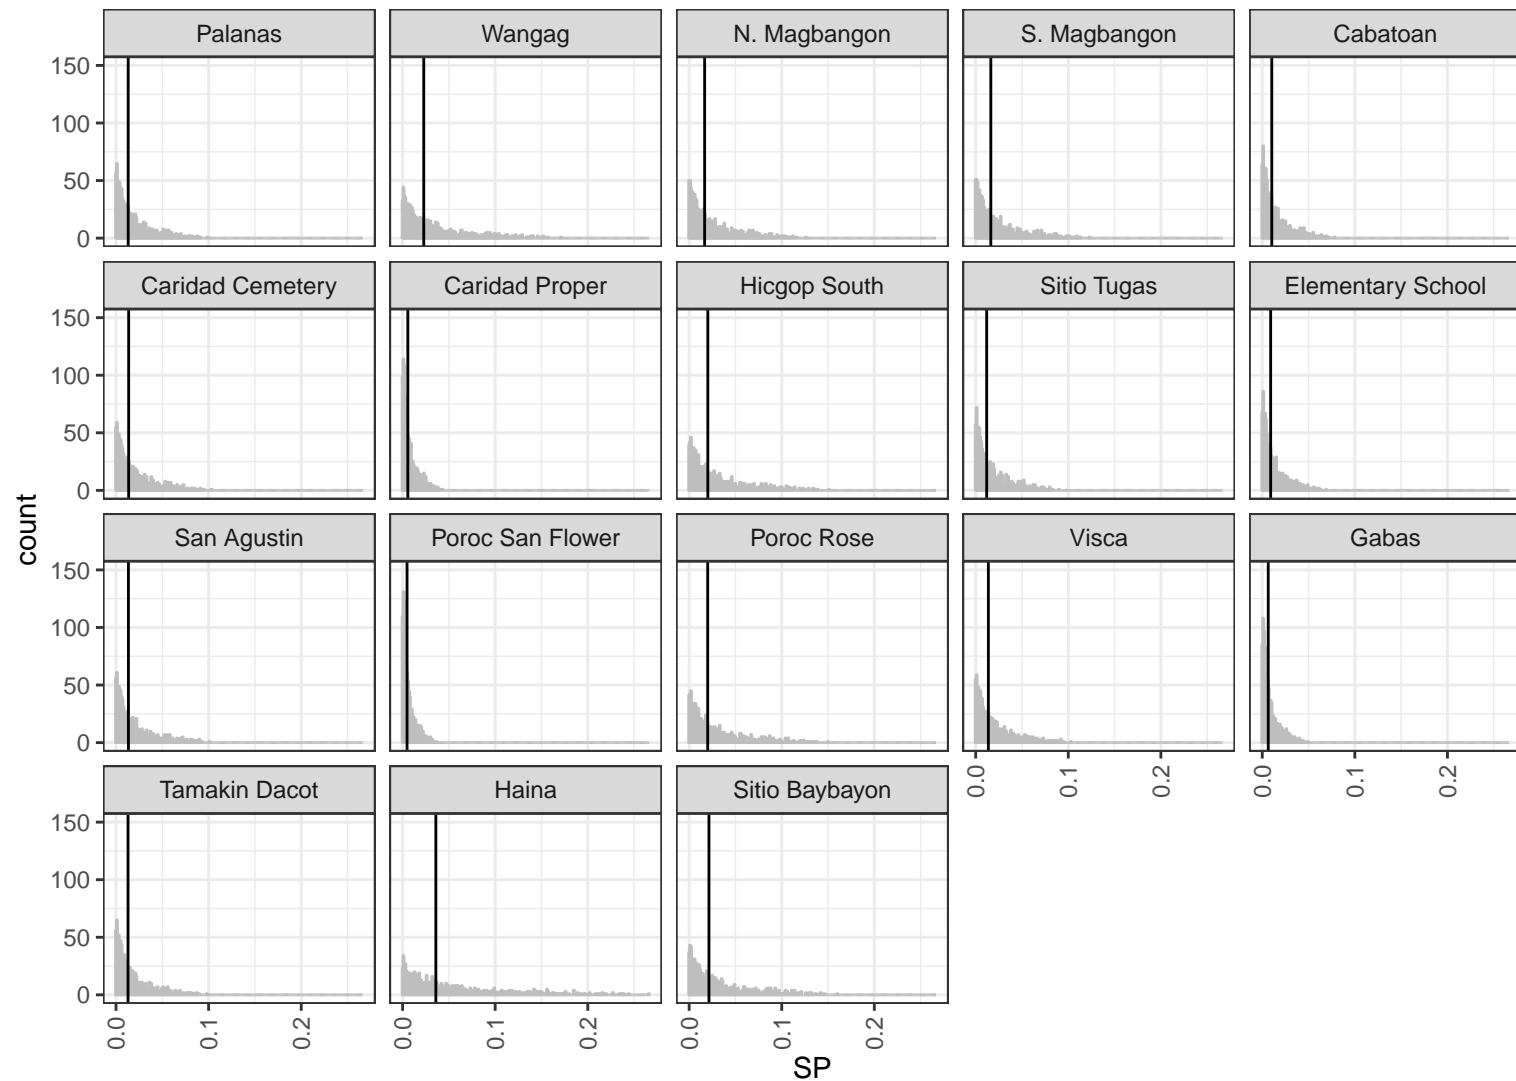 Palanas Wangag N. Magbangon S. Magbangon Cabatoan
150
100
50
0
Caridad Cemetery Caridad Proper Hicgop South Sitio Tugas Elementary School
150
100
50
0
count
San Agustin Poroc San Flower Poroc Rose Visca Gabas
150
100
50
0
0.0 0.1 0.2 0.0 0.1 0.2
Tamakin Dacot Haina Sitio Baybayon
150
100
50
0
0.0 0.1 0.2 0.0 0.1 0.2 0.0 0.1 0.2
SP